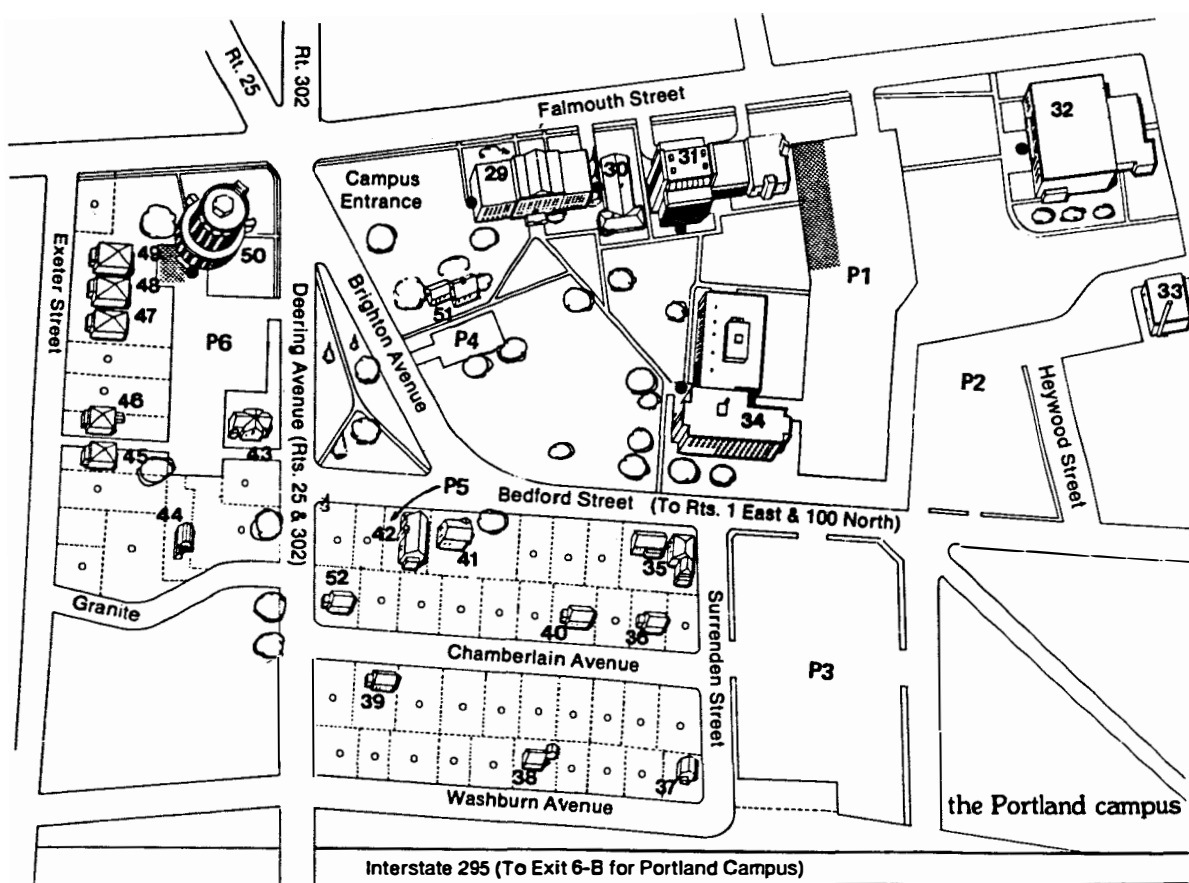 Rt. 25
Rt. 302
Falmouth Street
Campus
Entrance
29
30
31
32
33
P1
P2
Heywood Street
Exeter Street
49
48
47
50
P6
46
45
43
44
Granite
Deering Avenue (Rts. 25 & 302)
Brighton Avenue
51
P4
34
P5
Bedford Street (To Rts. 1 East & 100 North)
42
41
35
52
40
36
Chamberlain Avenue
Surrenden Street
P3
39
38
37
Washburn Avenue
the Portland campus
Interstate 295 (To Exit 6-B for Portland Campus)